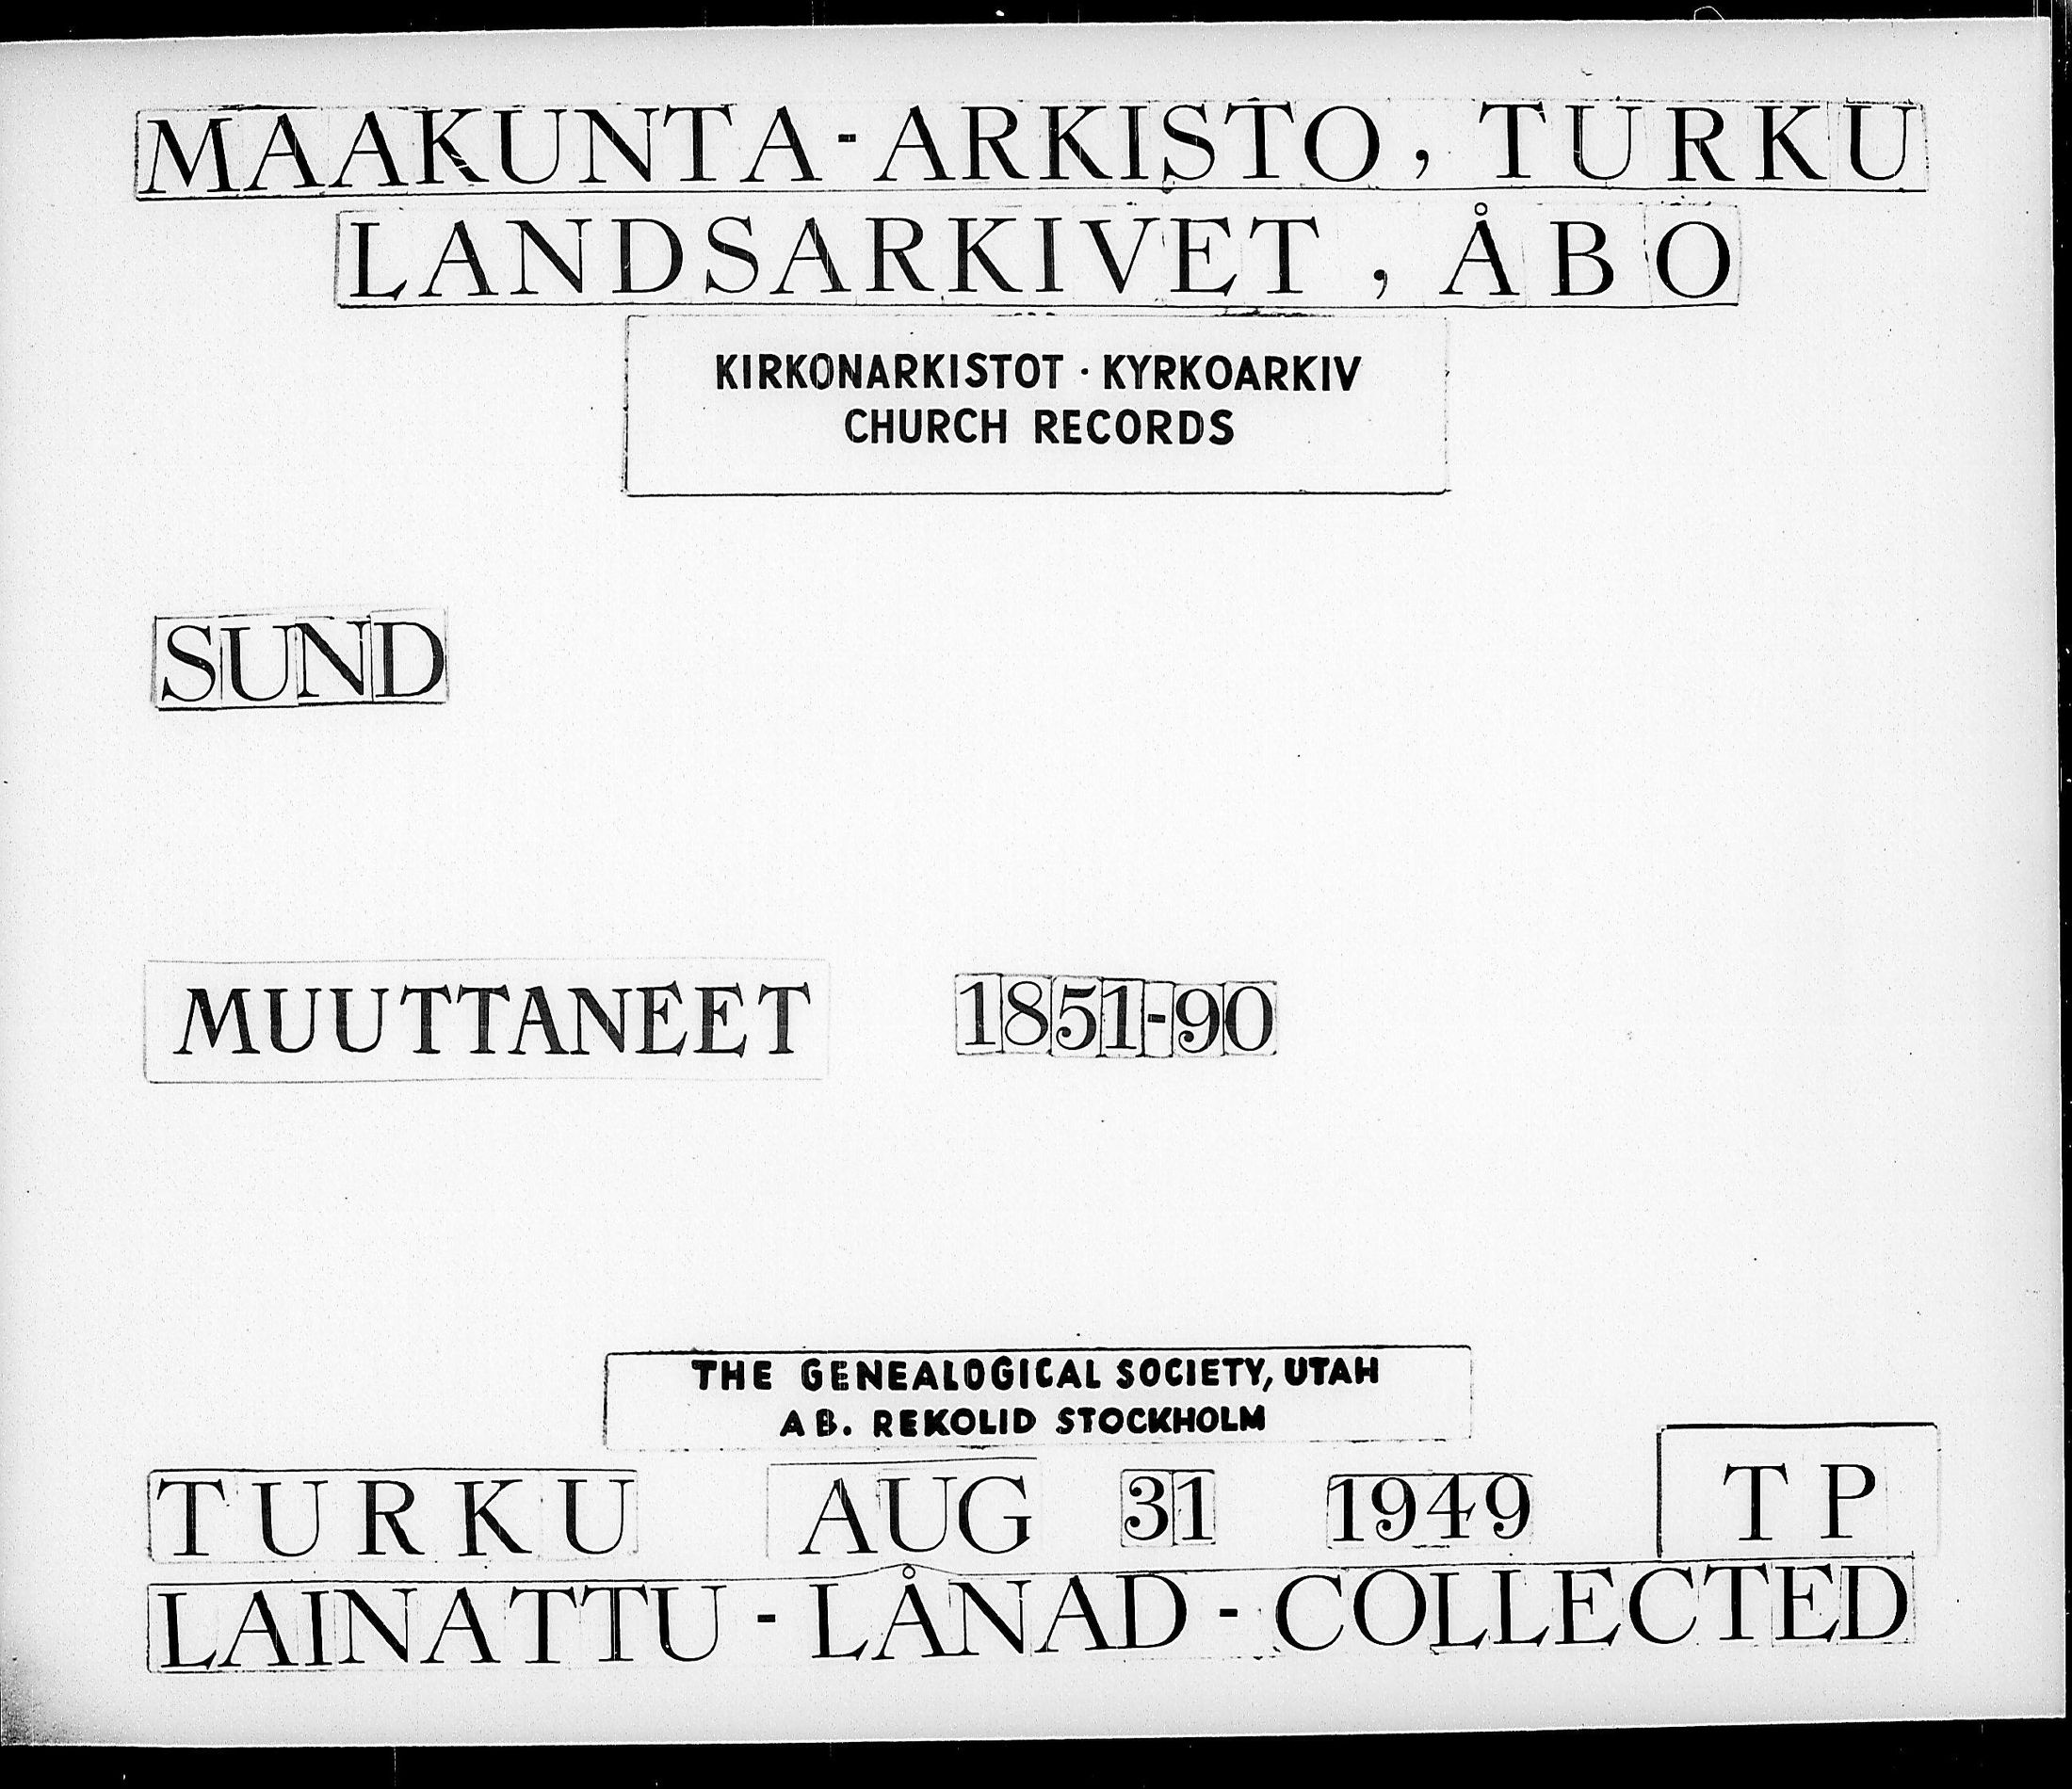 MAAKUNTA-ARKISTO, TURKU
LANDSARKIVET, ÅBO
KIRKONARKISTOT · KYRKOARKIV
CHURCH RECORDS
SUND
MUUTTANEET 1851-90
THE GENEALOGICAL SOCIETY, UTAH
AB. REKOLID STOCKHOLM
TURKU AUG 31 1949 TP
LAINATTU - LÅNAD - COLLECTED